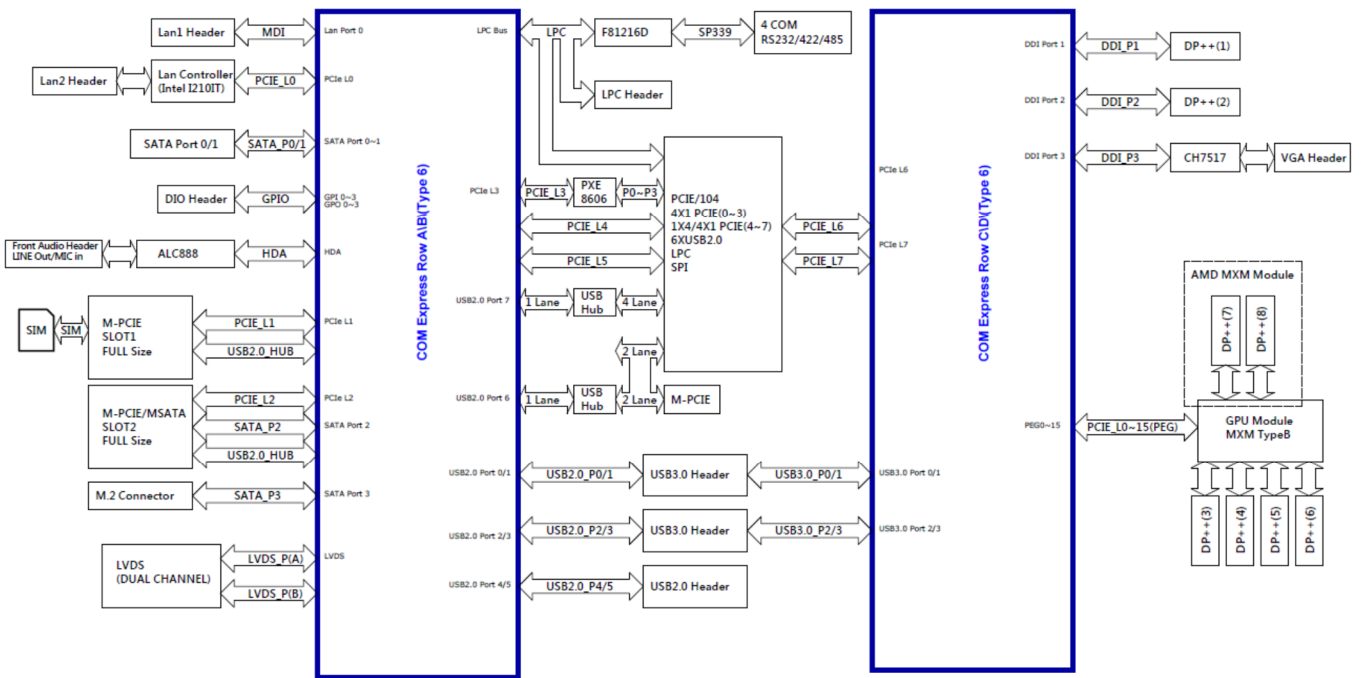 Lan1 Header
MDI
Lan Port 0
Lan2 Header
Lan Controller
(Intel I210IT)
PCIE_L0
PCIe L0
SATA Port 0/1
SATA_P0/1
SATA Port 0~1
DIO Header
GPIO
GPI 0~3
GPO 0~3
Front Audio Header
LINE Out/MIC in
ALC888
HDA
HDA
SIM
SIM
M-PCIE
SLOT1
FULL Size
PCIE_L1
USB2.0_HUB
PCIe L1
M-PCIE/MSATA
SLOT2
FULL Size
PCIE_L2
SATA_P2
USB2.0_HUB
PCIe L2
SATA Port 2
M.2 Connector
SATA_P3
SATA Port 3
LVDS
(DUAL CHANNEL)
LVDS_P(A)
LVDS_P(B)
LVDS
COM Express Row A\B\(Type 6)
LPC Bus
LPC
F81216D
SP339
4 COM
RS232/422/485
LPC Header
PCIe L3
PCIE_L3
PXE
8606
P0~P3
PCIE_L4
PCIE_L5
PCIE/104
4X1 PCIE(0~3)
1X4/4X1 PCIE(4~7)
6XUSB2.0
LPC
SPI
PCIE_L6
PCIE_L7
USB2.0 Port 7
1 Lane
USB
Hub
4 Lane
2 Lane
USB2.0 Port 6
1 Lane
USB
Hub
2 Lane
M-PCIE
USB2.0 Port 0/1
USB2.0_P0/1
USB3.0 Header
USB3.0_P0/1
USB3.0 Port 0/1
USB2.0 Port 2/3
USB2.0_P2/3
USB3.0 Header
USB3.0_P2/3
USB3.0 Port 2/3
USB2.0 Port 4/5
USB2.0_P4/5
USB2.0 Header
COM Express Row C\D\(Type 6)
PCIe L6
PCIe L7
DDI Port 1
DDI_P1
DP++(1)
DDI Port 2
DDI_P2
DP++(2)
DDI Port 3
DDI_P3
CH7517
VGA Header
AMD MXM Module
DP++(7)
DP++(8)
PEG0~15
PCIE_L0~15(PEG)
GPU Module
MXM TypeB
DP++(3)
DP++(4)
DP++(5)
DP++(6)